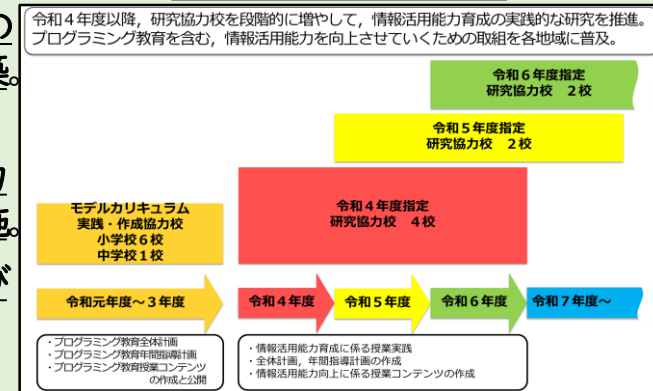 令和４年度以降，研究協力校を段階的に増やして，情報活用能力育成の実践的な研究を推進。
プログラミング教育を含む，情報活用能力を向上させていくための取組を各地域に普及。
の
。
り
。
び
令和６年度指定
研究協力校　２校
令和５年度指定
研究協力校　２校
令和４年度指定
研究協力校　４校
モデルカリキュラム
実践・作成協力校
小学校６校
中学校１校
令和元年度～３年度
令和４年度
令和５年度
令和６年度
令和７年度～
・プログラミング教育全体計画
・プログラミング教育年間指導計画
・プログラミング教育授業コンテンツ
の作成と公開
・情報活用能力育成に係る授業実践
・全体計画，年間指導計画の作成
・情報活用能力向上に係る授業コンテンツの作成